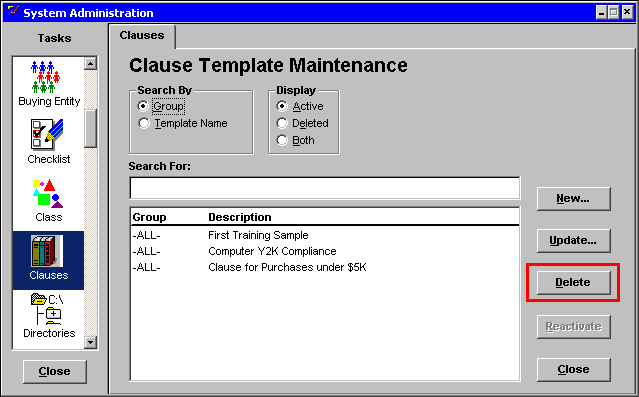 System Administration
Tasks
Buying Entity
Checklist
Class
Clauses
C:\
Directories
Close
Clauses
Clause Template Maintenance
Search By
Group
Template Name
Display
Active
Deleted
Both
Search For:
Group Description
-ALL- First Training Sample
-ALL- Computer Y2K Compliance
-ALL- Clause for Purchases under $5K
New...
Update...
Delete
Reactivate
Close